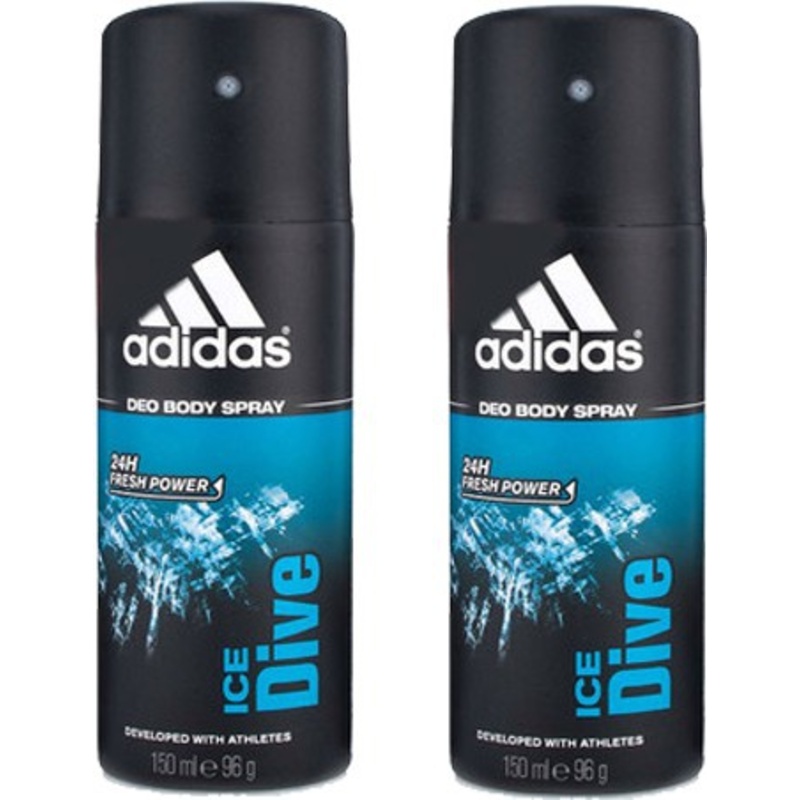 adidas®
DEO BODY SPRAY
24H
FRESH POWER
ICE
Dive
DEVELOPED WITH ATHLETES
150 ml e 96 g
adidas®
DEO BODY SPRAY
24H
FRESH POWER
ICE
Dive
DEVELOPED WITH ATHLETES
150 ml e 96 g